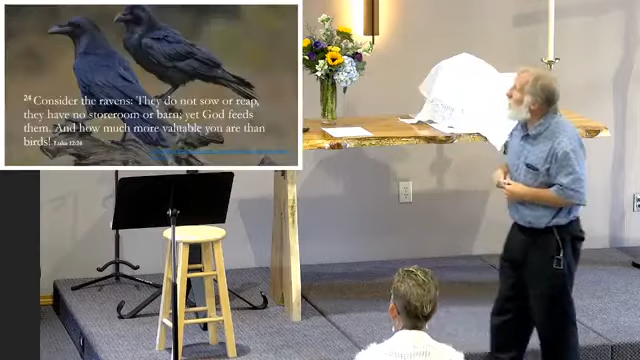 24 Consider the ravens: They do not sow or reap,
they have no storeroom or barn; yet God feeds
them. And how much more valuable you are than
birds! Luke 12:24